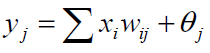 y_j = ∑ x_i w_ij + θ_j